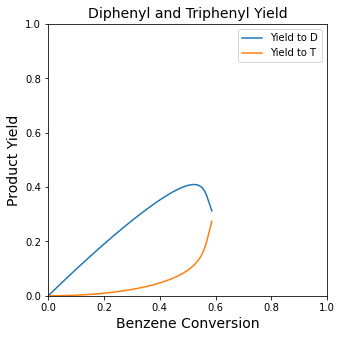 Diphenyl and Triphenyl Yield
Yield to D
Yield to T
Product Yield
1.0
0.8
0.6
0.4
0.2
0.0
0.0 0.2 0.4 0.6 0.8 1.0
Benzene Conversion